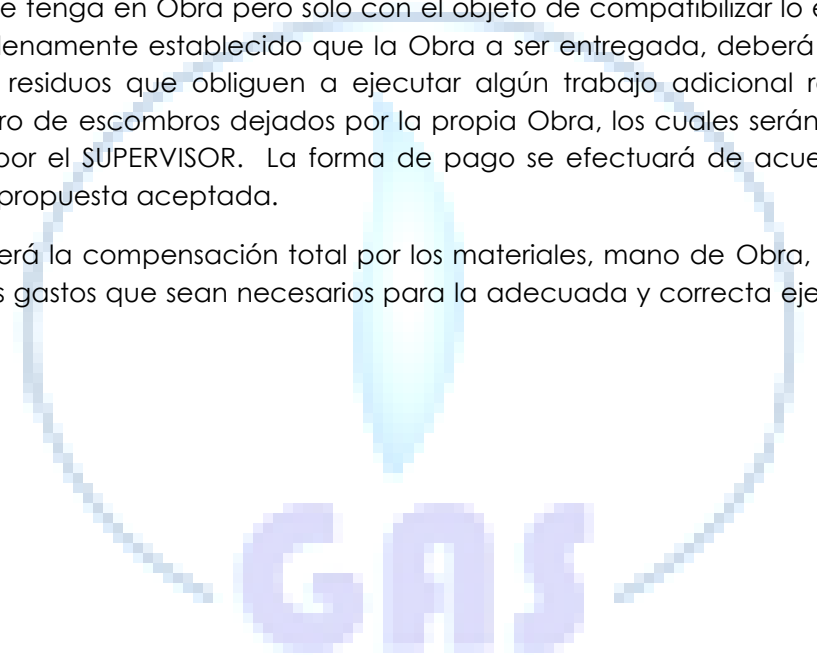 e tenga en Obra pero solo con el objeto de compatibilizar lo e
lenamente establecido que la Obra a ser entregada, deberá
residuos que obliguen a ejecutar algún trabajo adicional r
ro de escombros dejados por la propia Obra, los cuales serán
por el SUPERVISOR. La forma de pago se efectuará de acue
propuesta aceptada.
erá la compensación total por los materiales, mano de Obra,
s gastos que sean necesarios para la adecuada y correcta eje
GAS